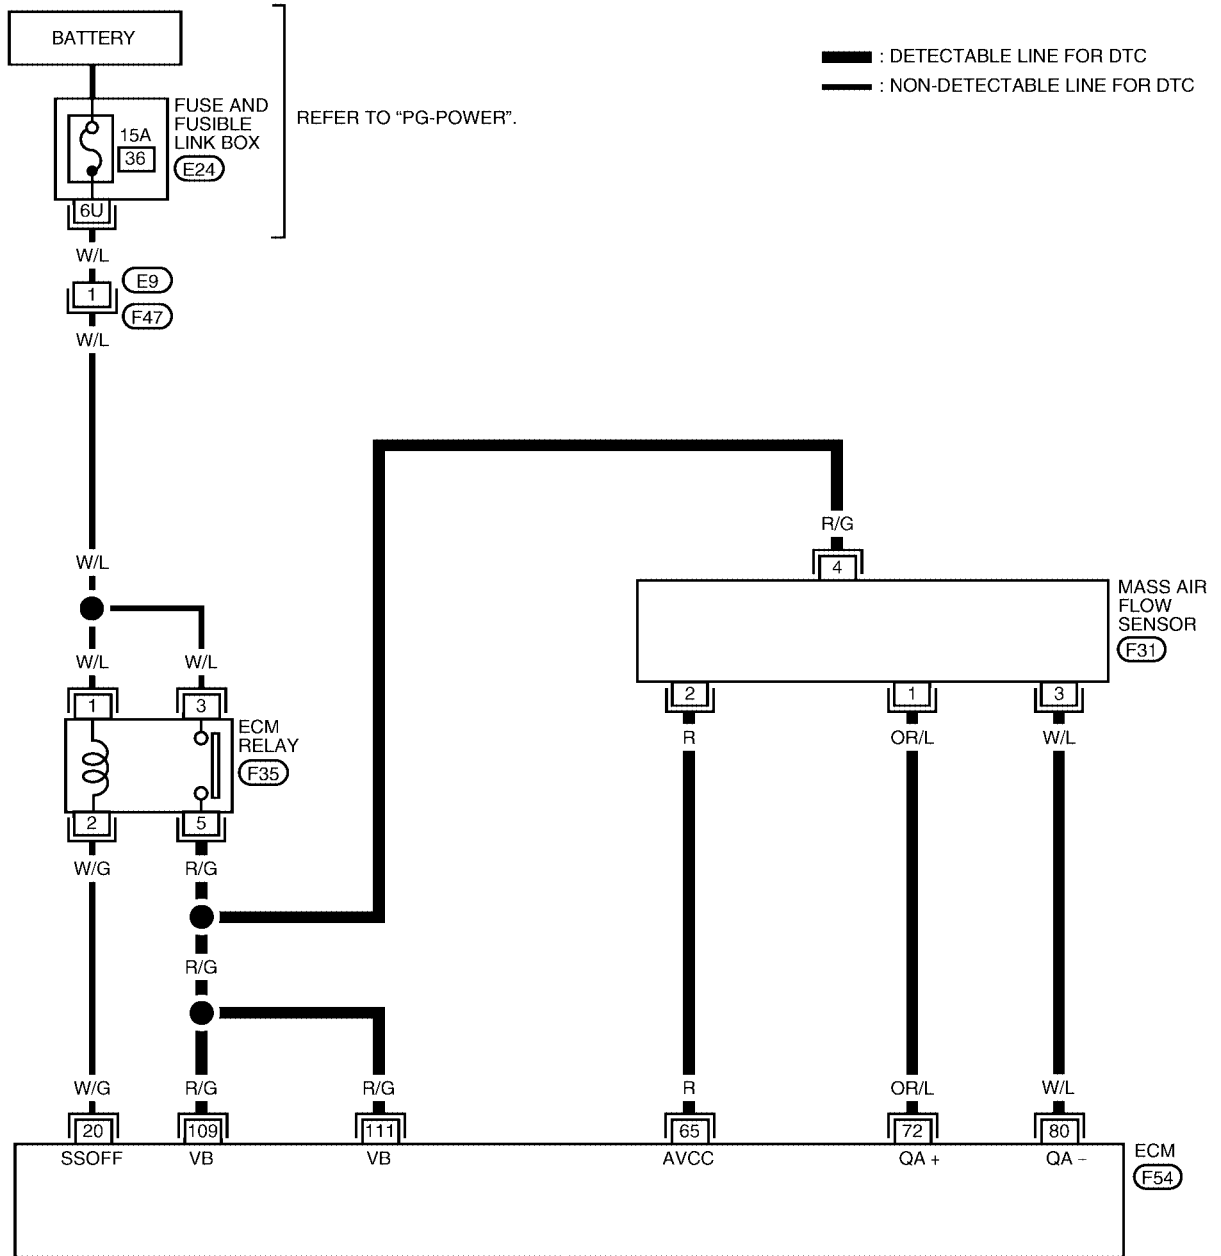 BATTERY
FUSE AND
FUSIBLE
LINK BOX
E24
15A
36
6U
REFER TO “PG-POWER”.
: DETECTABLE LINE FOR DTC
: NON-DETECTABLE LINE FOR DTC
W/L
1
E9
F47
W/L
R/G
4
MASS AIR
FLOW
SENSOR
F31
W/L
W/L
W/L
1
3
ECM
RELAY
F35
2
5
2
1
3
R
OR/L
W/L
W/G
R/G
R/G
W/G
R/G
R/G
R
OR/L
W/L
20
109
111
65
72
80
SSOFF
VB
VB
AVCC
QA +
QA –
ECM
F54